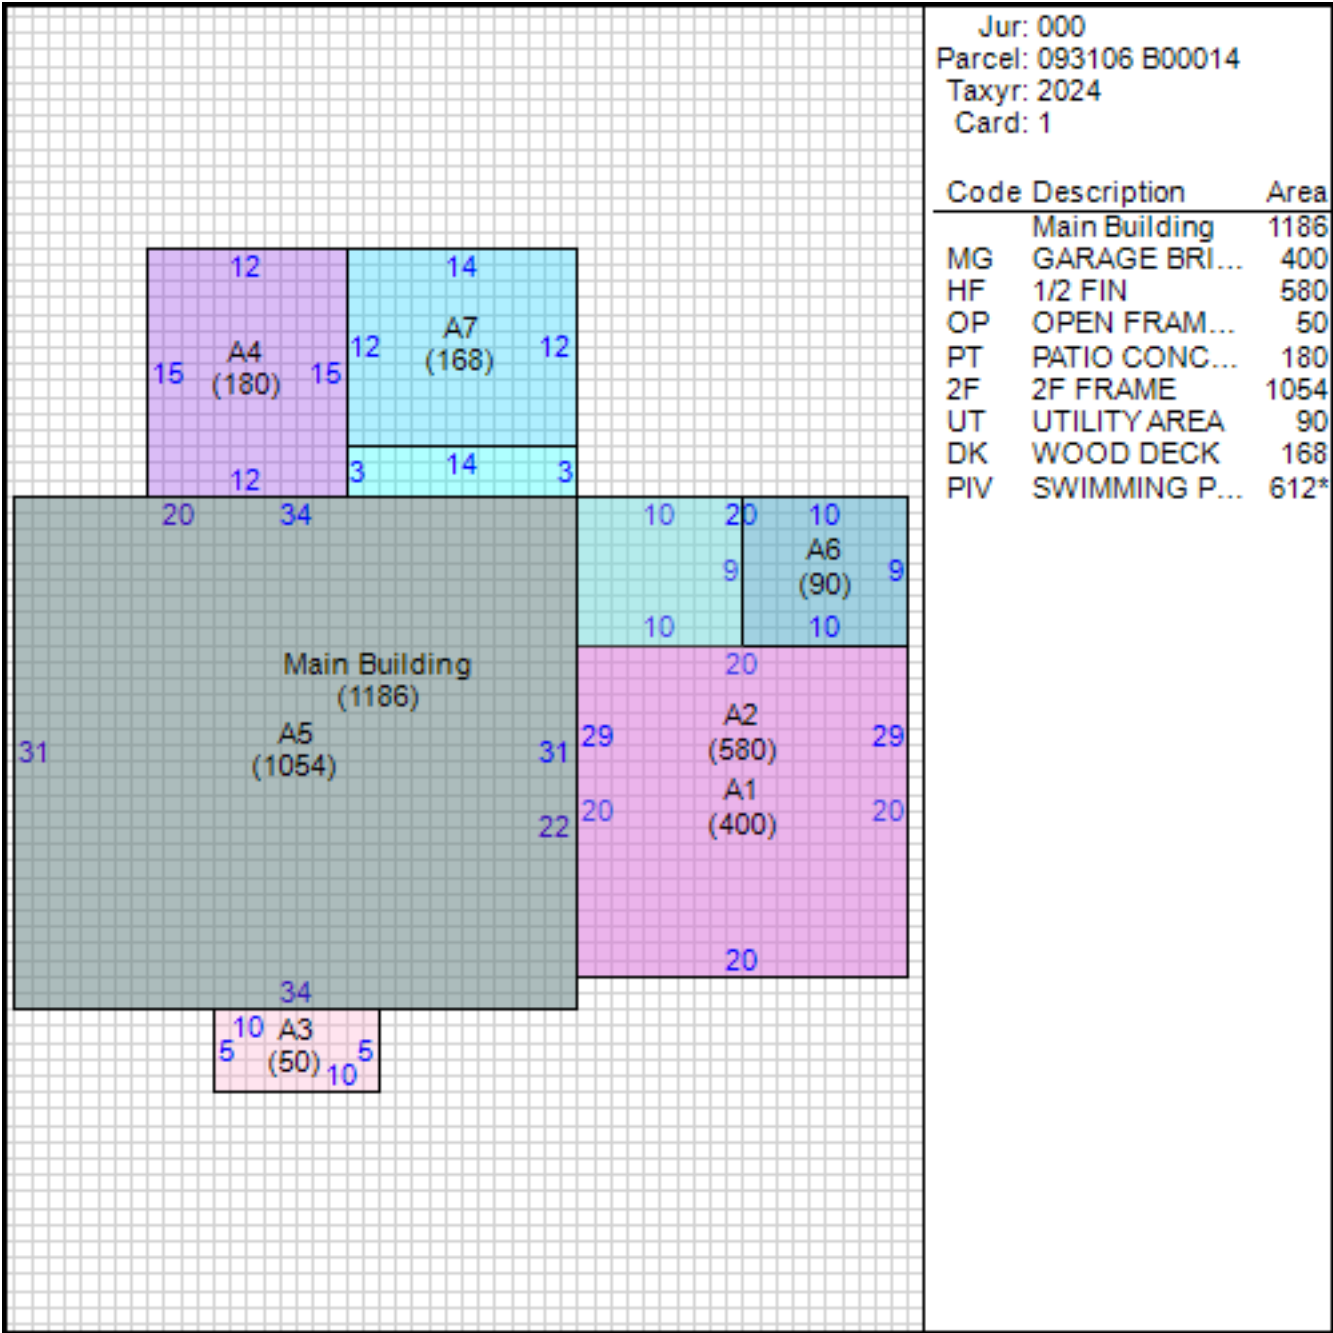 Jur: 000
Parcel: 093106 B00014
Taxyr: 2024
Card: 1
Code Description Area
Main Building 1186
MG GARAGE BRI... 400
HF 1/2 FIN 580
OP OPEN FRAM... 50
PT PATIO CONC... 180
2F 2F FRAME 1054
UT UTILITY AREA 90
DK WOOD DECK 168
PIV SWIMMING P... 612*
12
A4
(180)
15
15
12
14
A7
(168)
12
12
3
14
3
20
34
Main Building
(1186)
A5
(1054)
31
31
22
34
10
20
10
9
10
A6
(90)
9
10
20
A2
(580)
29
29
A1
(400)
20
20
20
10
A3
(50)
5
5
10